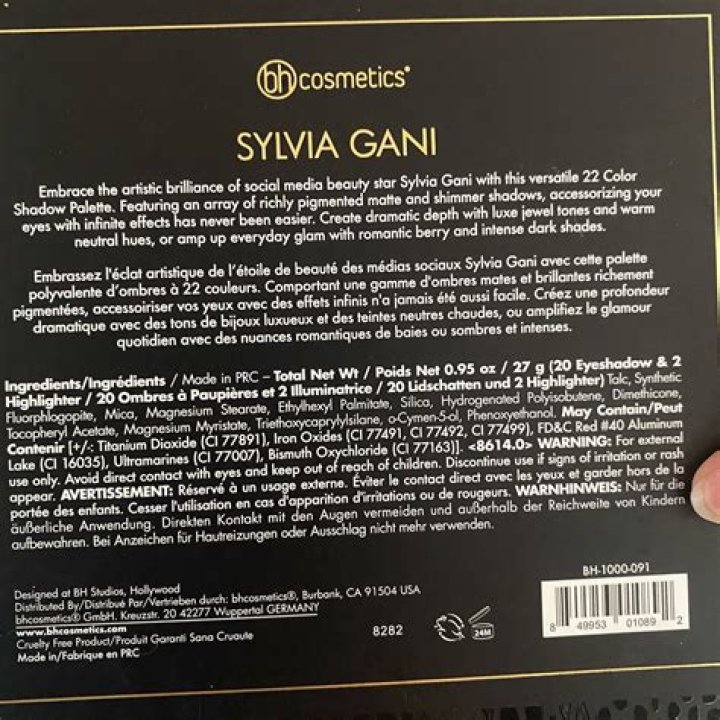 bhcosmetics®
SYLVIA GANI
Embrace the artistic brilliance of social media beauty star Sylvia Gani with this versatile 22 Color
Shadow Palette. Featuring an array of richly pigmented matte and shimmer shadows, accessorizing your
eyes with infinite effects has never been easier. Create dramatic depth with luxe jewel tones and warm
neutral hues, or amp up everyday glam with romantic berry and intense dark shades.
Embrassez l'éclat artistique de l'étoile de beauté des médias sociaux Sylvia Gani avec cette palette
polyvalente d'ombres à 22 couleurs. Comportant une gamme d'ombres mates et brillantes richement
pigmentées, accessoiriser vos yeux avec des effets infinis n'a jamais été aussi facile. Créez une profondeur
dramatique avec des tons de bijoux luxueux et des teintes neutres chaudes, ou amplifiez le glamour
quotidien avec des nuances romantiques de baies ou sombres et intenses.
Ingredients/Ingrédients / Made in PRC – Total Net Wt / Poids Net 0.95 oz / 27 g (20 Eyeshadow & 2
Highlighter / 20 Ombres à Paupières et 2 Illuminatrice / 20 Lidschatten und 2 Highlighter) Talc, Synthetic
Fluorphlogopite, Mica, Magnesium Stearate, Ethylhexyl Palmitate, Silica, Hydrogenated Polyisobutene, Dimethicone,
Tocopheryl Acetate, Magnesium Myristate, Triethoxycaprylylsilane, o-Cymen-5-ol, Phenoxyethanol. May Contain/Peut
Contenir [+/-: Titanium Dioxide (CI 77891), Iron Oxides (CI 77491, CI 77492, CI 77499), FD&C Red #40 Aluminum
Lake (CI 16035), Ultramarines (CI 77007), Bismuth Oxychloride (CI 77163)]. <8614.0> WARNING: For external
use only. Avoid direct contact with eyes and keep out of reach of children. Discontinue use if signs of irritation or rash
appear. AVERTISSEMENT: Réservé à un usage externe. Éviter le contact direct avec les yeux et garder hors de la
portée des enfants. Cesser l'utilisation en cas d'apparition d'irritations ou de rougeurs. WARNHINWEIS: Nur für die
äußerliche Anwendung. Direkten Kontakt mit den Augen vermeiden und außerhalb der Reichweite von Kindern
aufbewahren. Bei Anzeichen für Hautreizungen oder Ausschlag nicht mehr verwenden.
Designed at BH Studios, Hollywood
Distributed By/Distribué Par/Vertrieben durch: bhcosmetics®, Burbank, CA 91504 USA
bhcosmetics® GmbH. Kreuzstr. 20 42277 Wuppertal GERMANY
www.bhcosmetics.com
Cruelty Free Product/Produit Garanti Sana Cruaute
Made in/Fabrique en PRC
8282
24M
BH-1000-091
8 49953 01089 2